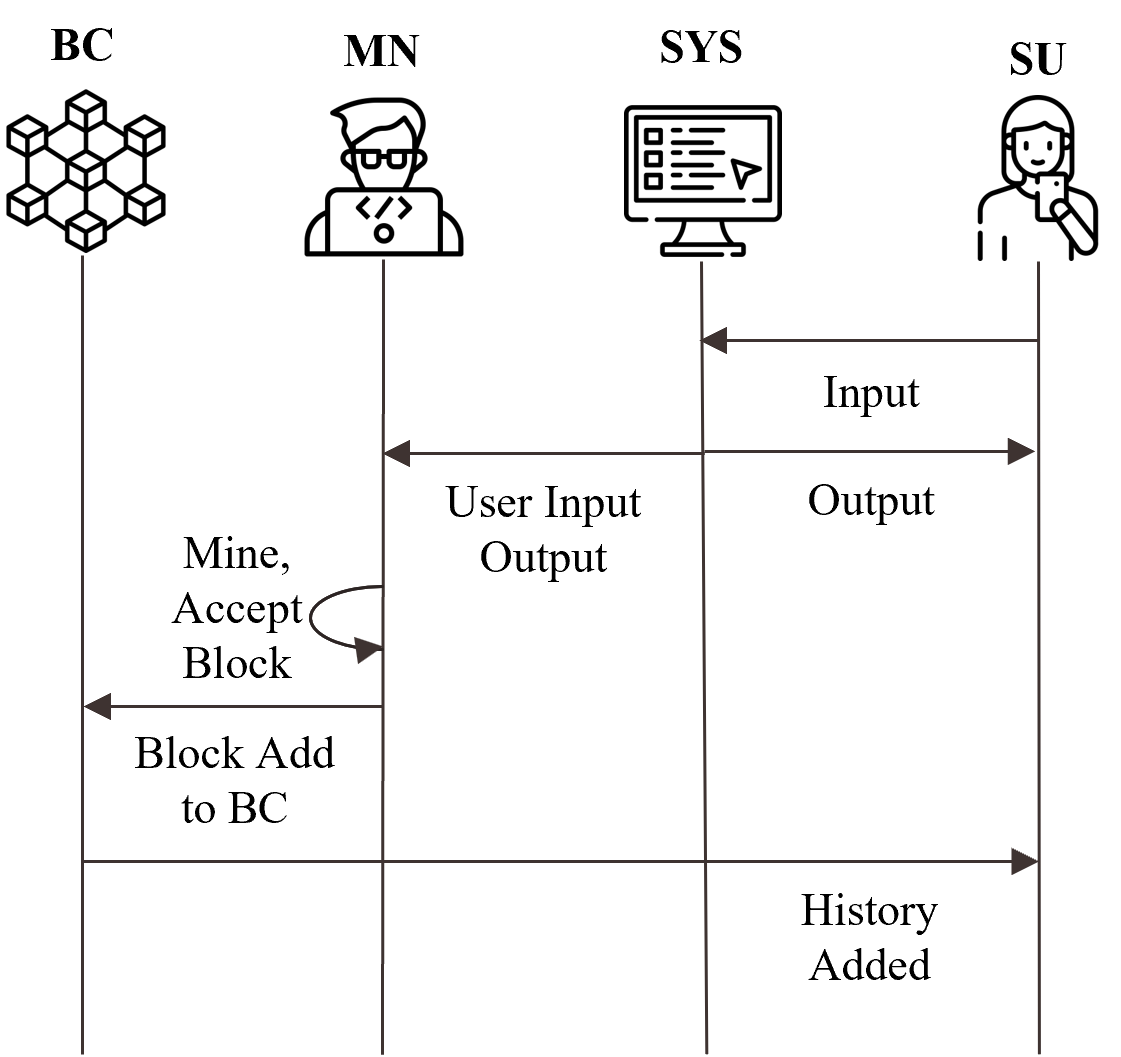 BC
MN
SYS
SU
Input
User Input
Output
Output
Mine,
Accept
Block
Block Add
to BC
History
Added